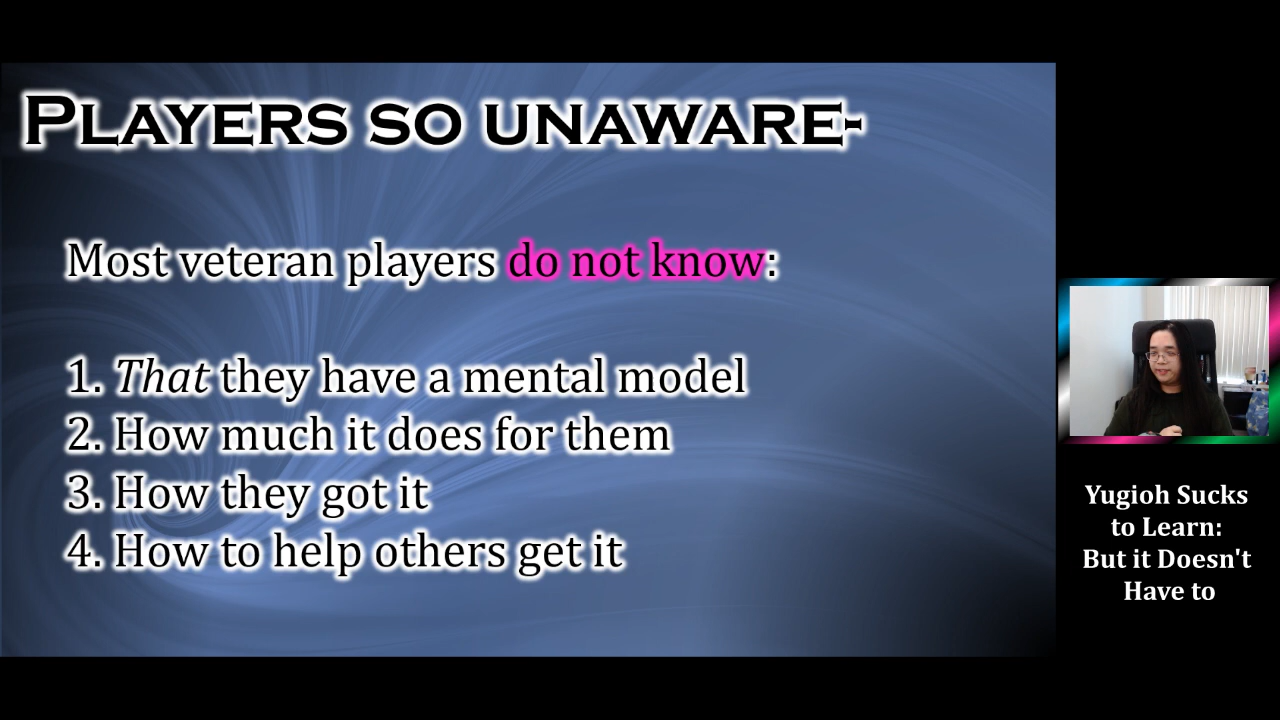 Players so unaware-
Most veteran players do not know:
1. That they have a mental model
2. How much it does for them
3. How they got it
4. How to help others get it
Yugioh Sucks
to Learn:
But it Doesn't
Have to